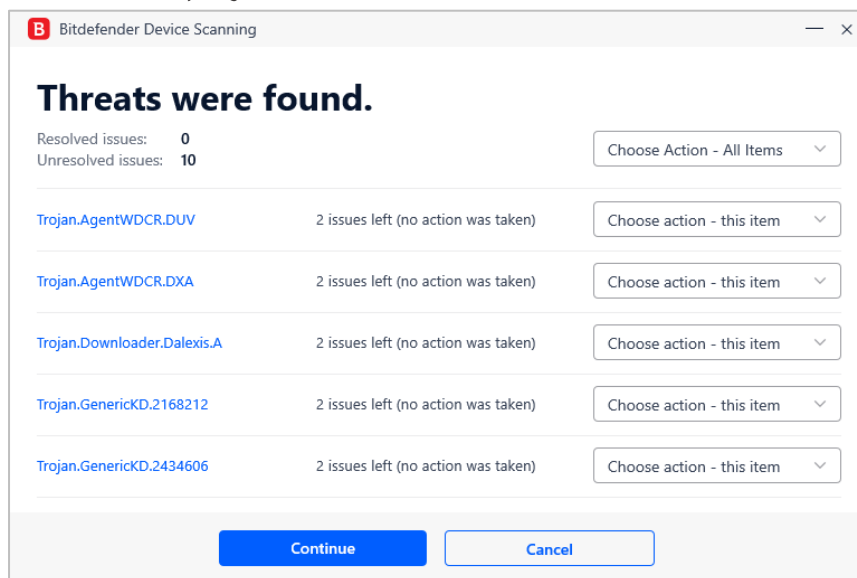 B Bitdefender Device Scanning
Threats were found.
Resolved issues: 0
Unresolved issues: 10
Choose Action - All Items
Trojan.AgentWDCR.DUV 2 issues left (no action was taken) Choose action - this item
Trojan.AgentWDCR.DXA 2 issues left (no action was taken) Choose action - this item
Trojan.Downloader.Dalexis.A 2 issues left (no action was taken) Choose action - this item
Trojan.GenericKD.2168212 2 issues left (no action was taken) Choose action - this item
Trojan.GenericKD.2434606 2 issues left (no action was taken) Choose action - this item
Continue Cancel